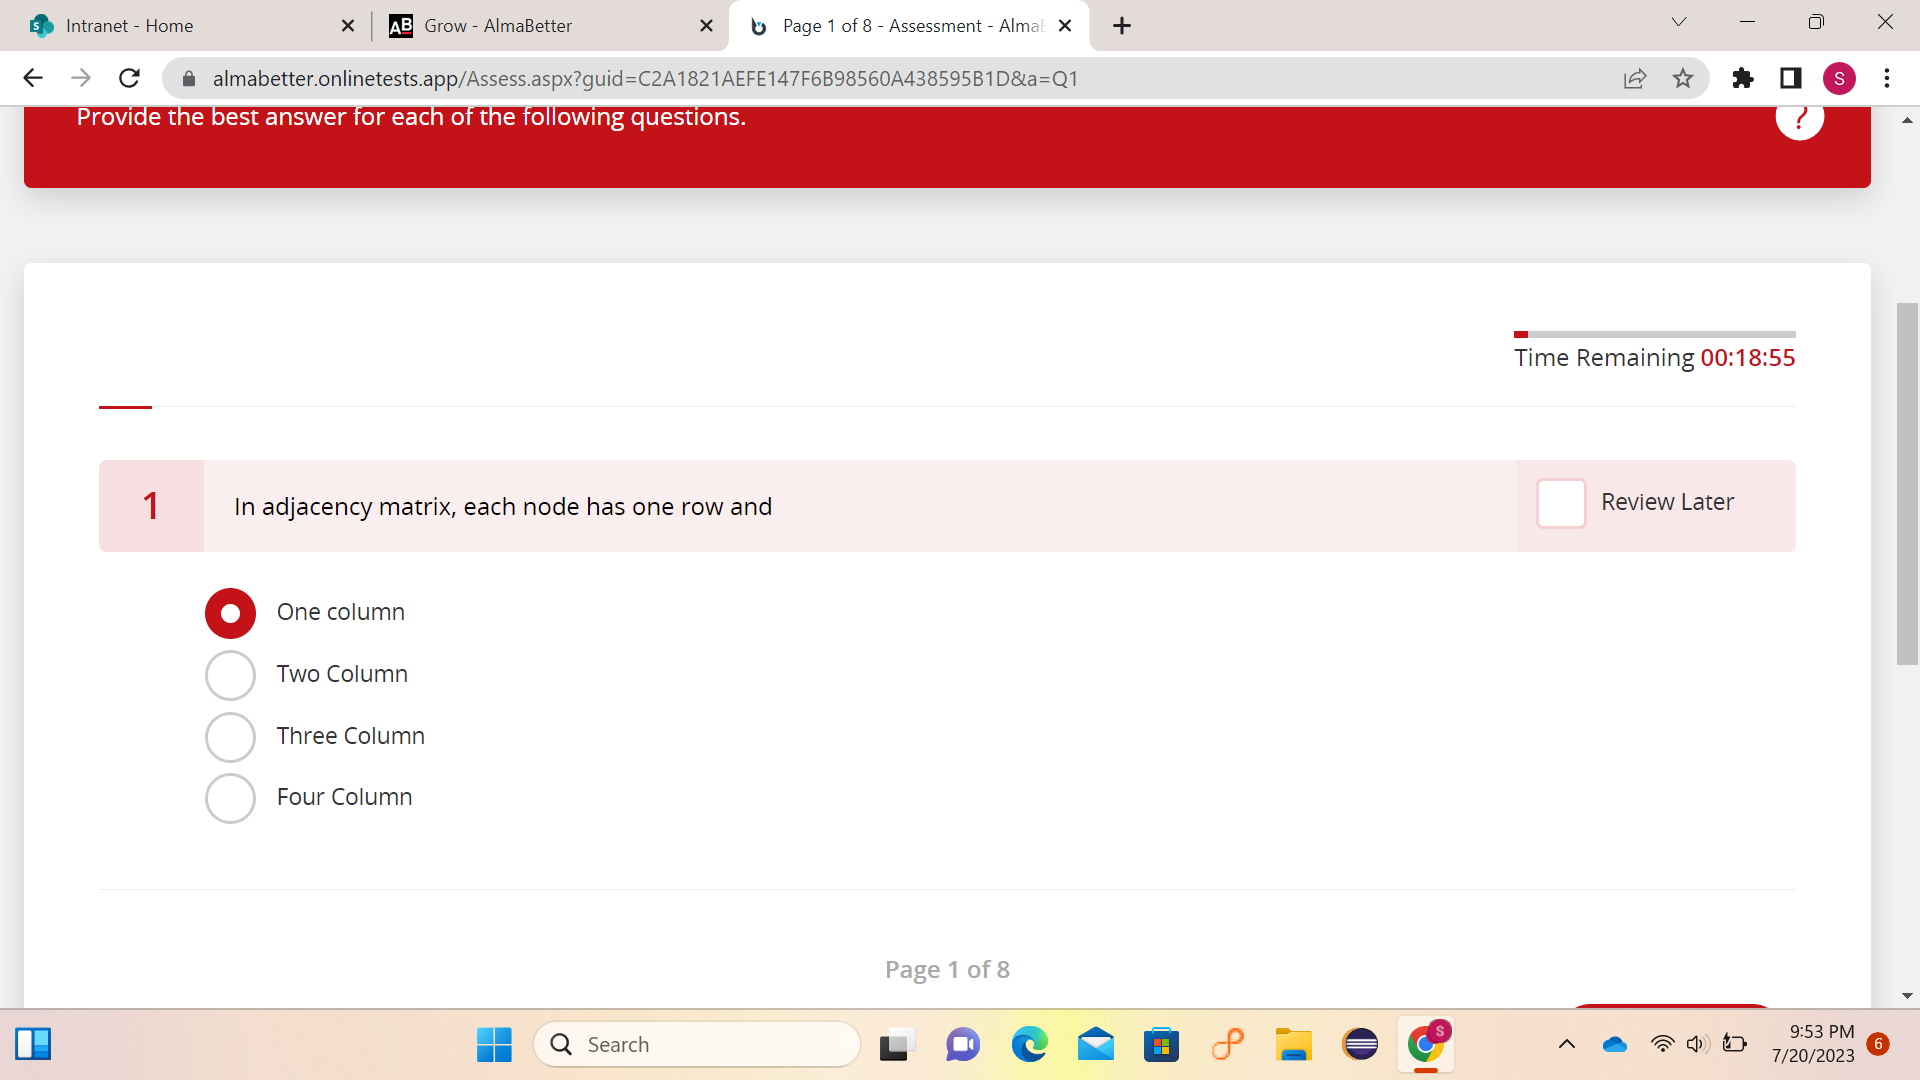 Intranet - Home
Grow - AlmaBetter
Page 1 of 8 - Assessment - Alma
almabetter.onlinetests.app/Assess.aspx?guid=C2A1821AEFE147F6B98560A438595B1D&a=Q1
S
Provide the best answer for each of the following questions.
?
Time Remaining 00:18:55
1
In adjacency matrix, each node has one row and
Review Later
One column
Two Column
Three Column
Four Column
Page 1 of 8
Search
S
9:53 PM
7/20/2023
6